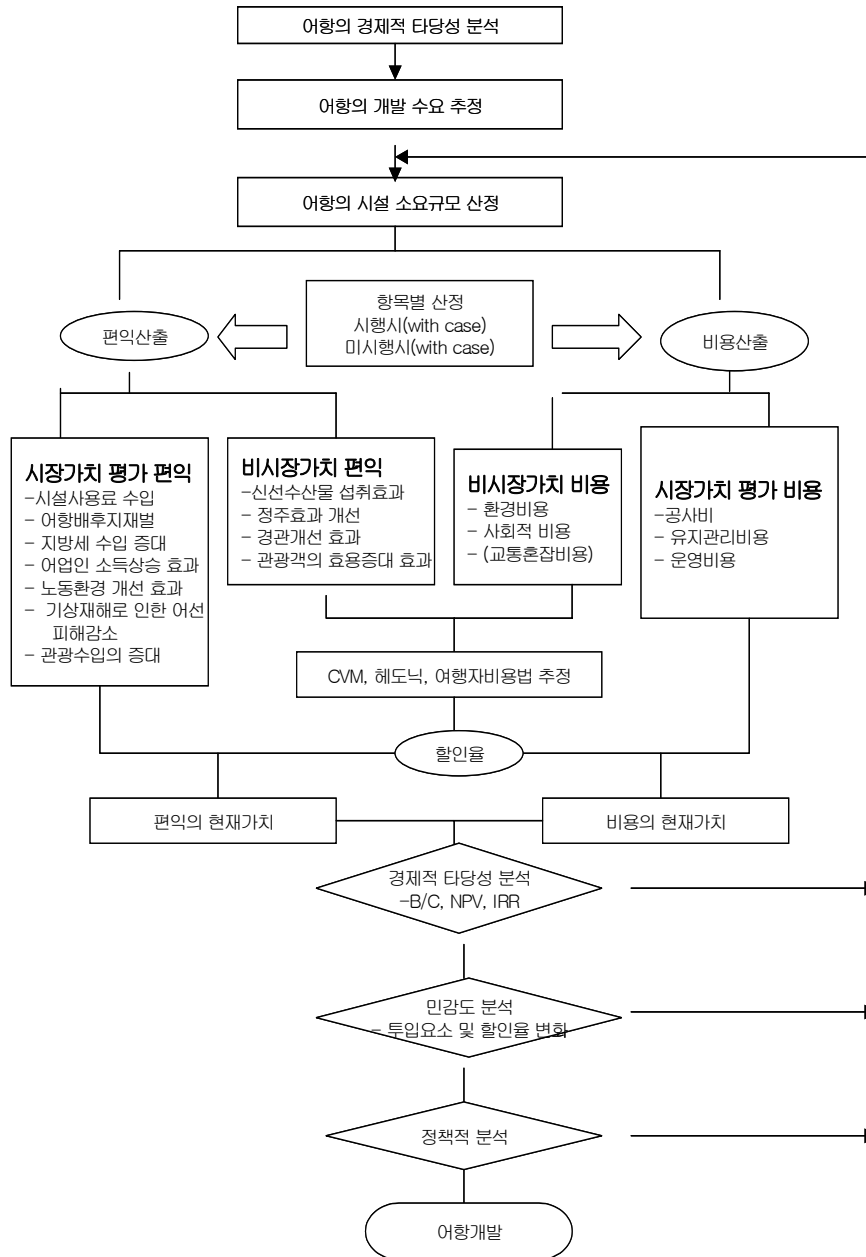 어항의 경제적 타당성 분석
어항의 개발 수요 추정
어항의 시설 소요규모 산정
항목별 산정
시행시(with case)
미시행시(with case)
편익산출
비용산출
시장가치 평가 편익
-시설사용료 수입
- 어항배후지재벌
- 지방세 수입 증대
- 어업인 소득상승 효과
- 노동환경 개선 효과
- 기상재해로 인한 어선
피해감소
- 관광수입의 증대
비시장가치 편익
-신선수산물 섭취효과
- 정주효과 개선
- 경관개선 효과
- 관광객의 효용증대 효과
비시장가치 비용
- 환경비용
- 사회적 비용
- (교통혼잡비용)
시장가치 평가 비용
-공사비
- 유지관리비용
- 운영비용
CVM, 헤도닉, 여행자비용법 추정
할인율
편익의 현재가치
비용의 현재가치
경제적 타당성 분석
-B/C, NPV, IRR
민감도 분석
- 투입요소 및 할인율 변화
정책적 분석
어항개발